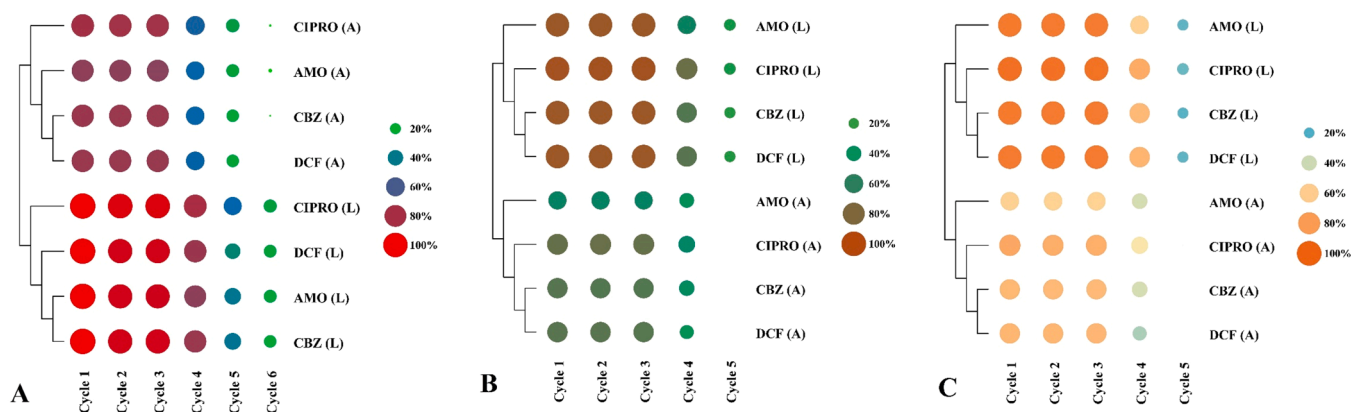 CIPRO (A)
AMO (A)
CBZ (A)
DCF (A)
CIPRO (L)
DCF (L)
AMO (L)
CBZ (L)
20%
40%
60%
80%
100%
Cycle 1
Cycle 2
Cycle 3
Cycle 4
Cycle 5
Cycle 6
A
AMO (L)
CIPRO (L)
CBZ (L)
DCF (L)
AMO (A)
CIPRO (A)
CBZ (A)
DCF (A)
20%
40%
60%
80%
100%
Cycle 1
Cycle 2
Cycle 3
Cycle 4
Cycle 5
B
AMO (L)
CIPRO (L)
CBZ (L)
DCF (L)
AMO (A)
CIPRO (A)
CBZ (A)
DCF (A)
20%
40%
60%
80%
100%
Cycle 1
Cycle 2
Cycle 3
Cycle 4
Cycle 5
C